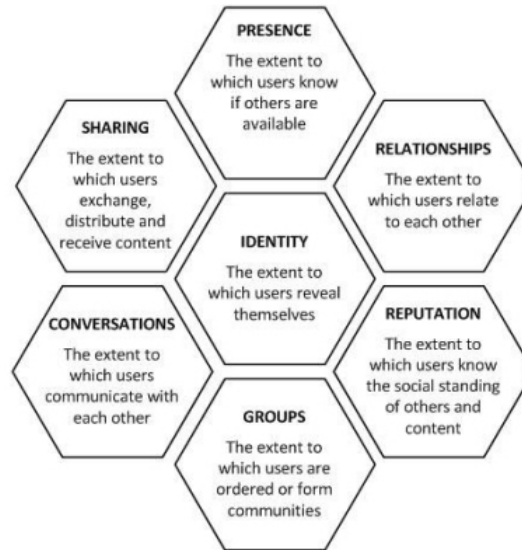 PRESENCE
The extent to
which users know
if others are
available
SHARING
The extent to
which users
exchange,
distribute and
receive content
RELATIONSHIPS
The extent to
which users relate
to each other
IDENTITY
The extent to
which users reveal
themselves
CONVERSATIONS
The extent to
which users
communicate with
each other
REPUTATION
The extent to
which users know
the social standing
of others and
content
GROUPS
The extent to
which users are
ordered or form
communities